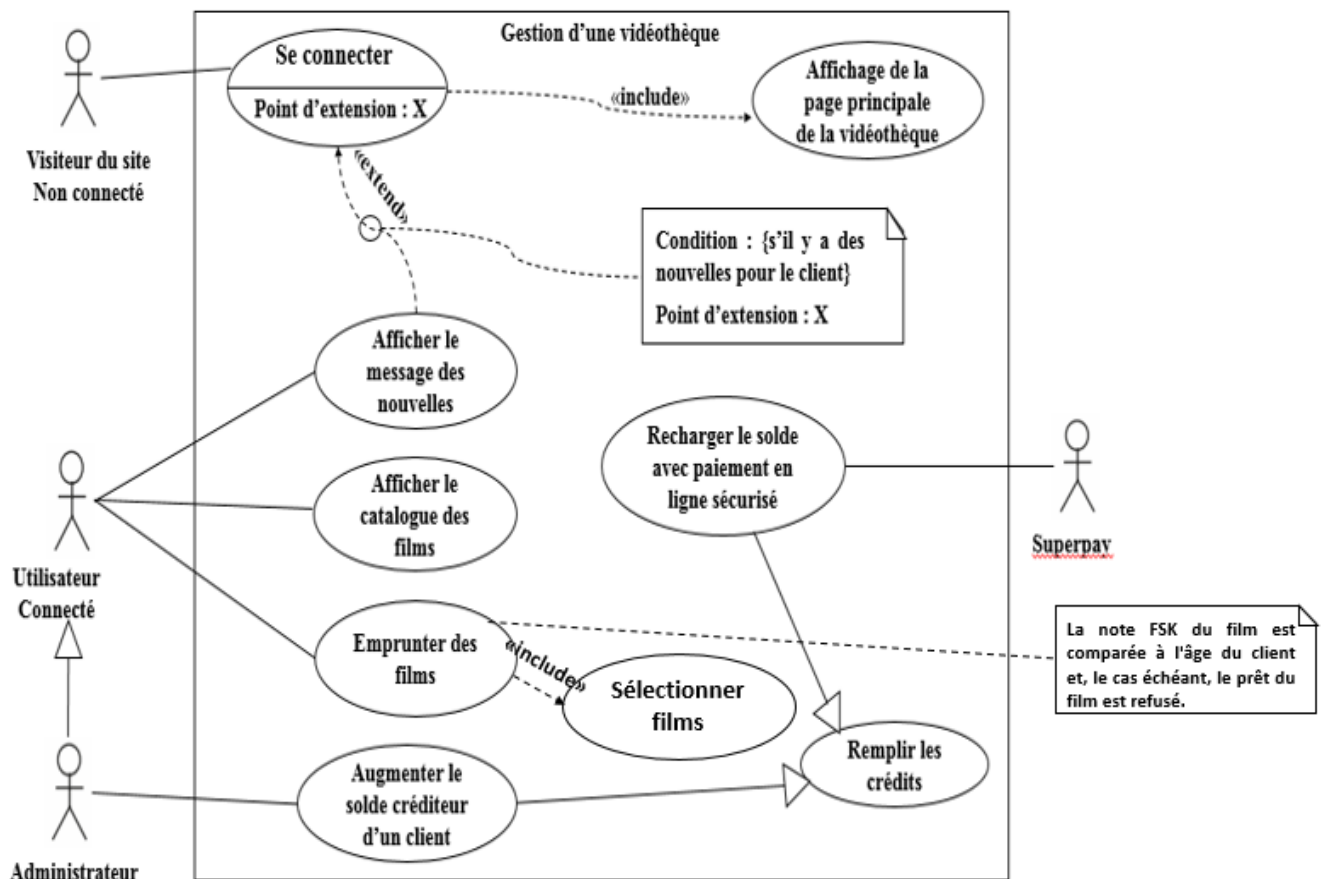 Gestion d'une vidéothèque
Se connecter
Point d'extension : X
«include»
Affichage de la
page principale
de la vidéothèque
Visiteur du site
Non connecté
«extend»
Condition : {s'il y a des
nouvelles pour le client}
Point d'extension : X
Afficher le
message des
nouvelles
Recharger le solde
avec paiement en
ligne sécurisé
Superpay
Afficher le
catalogue des
films
Utilisateur
Connecté
Emprunter des
films
«include»
Sélectionner
films
La note FSK du film est
comparée à l'âge du client
et, le cas échéant, le prêt du
film est refusé.
Remplir les
crédits
Augmenter le
solde créditeur
d'un client
Administrateur